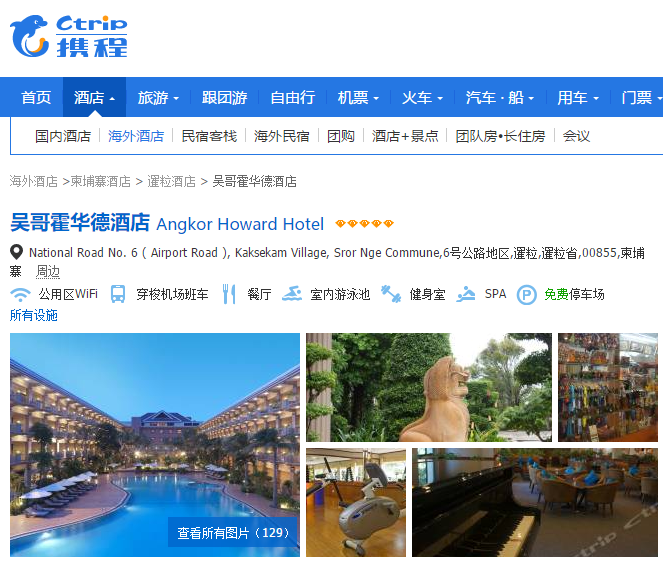 Ctrip
携程
首页 酒店 旅游 跟团游 自由行 机票 火车 汽车·船 用车 门票
国内酒店 海外酒店 民宿客栈 海外民宿 团购 酒店+景点 团队房•长住房 会议
海外酒店 >柬埔寨酒店 > 暹粒酒店 > 吴哥霍华德酒店
吴哥霍华德酒店 Angkor Howard Hotel
National Road No. 6 ( Airport Road ), Kaksekam Village, Sror Nge Commune,6号公路地区,暹粒,暹粒省,00855,柬埔
寨 周边
公用区WiFi 穿梭机场班车 餐厅 室内游泳池 健身室 SPA P 免费停车场
所有设施
查看所有图片（129）
Ctrip